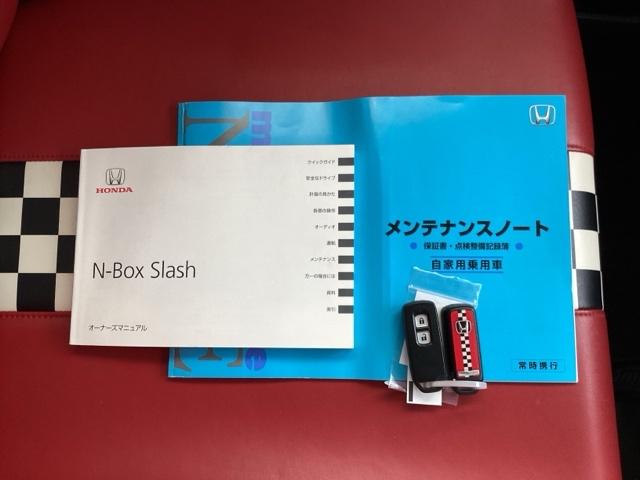 HONDA
N-Box Slash
オーナーズマニュアル
クイックガイド
安全なドライブ
計器の見かた
各部の操作
オーディオ
運転
メンテナンス
万一の場合には
資料
索引
メンテナンスノート
保証書・点検整備記録簿
自家用乗用車
常時携行